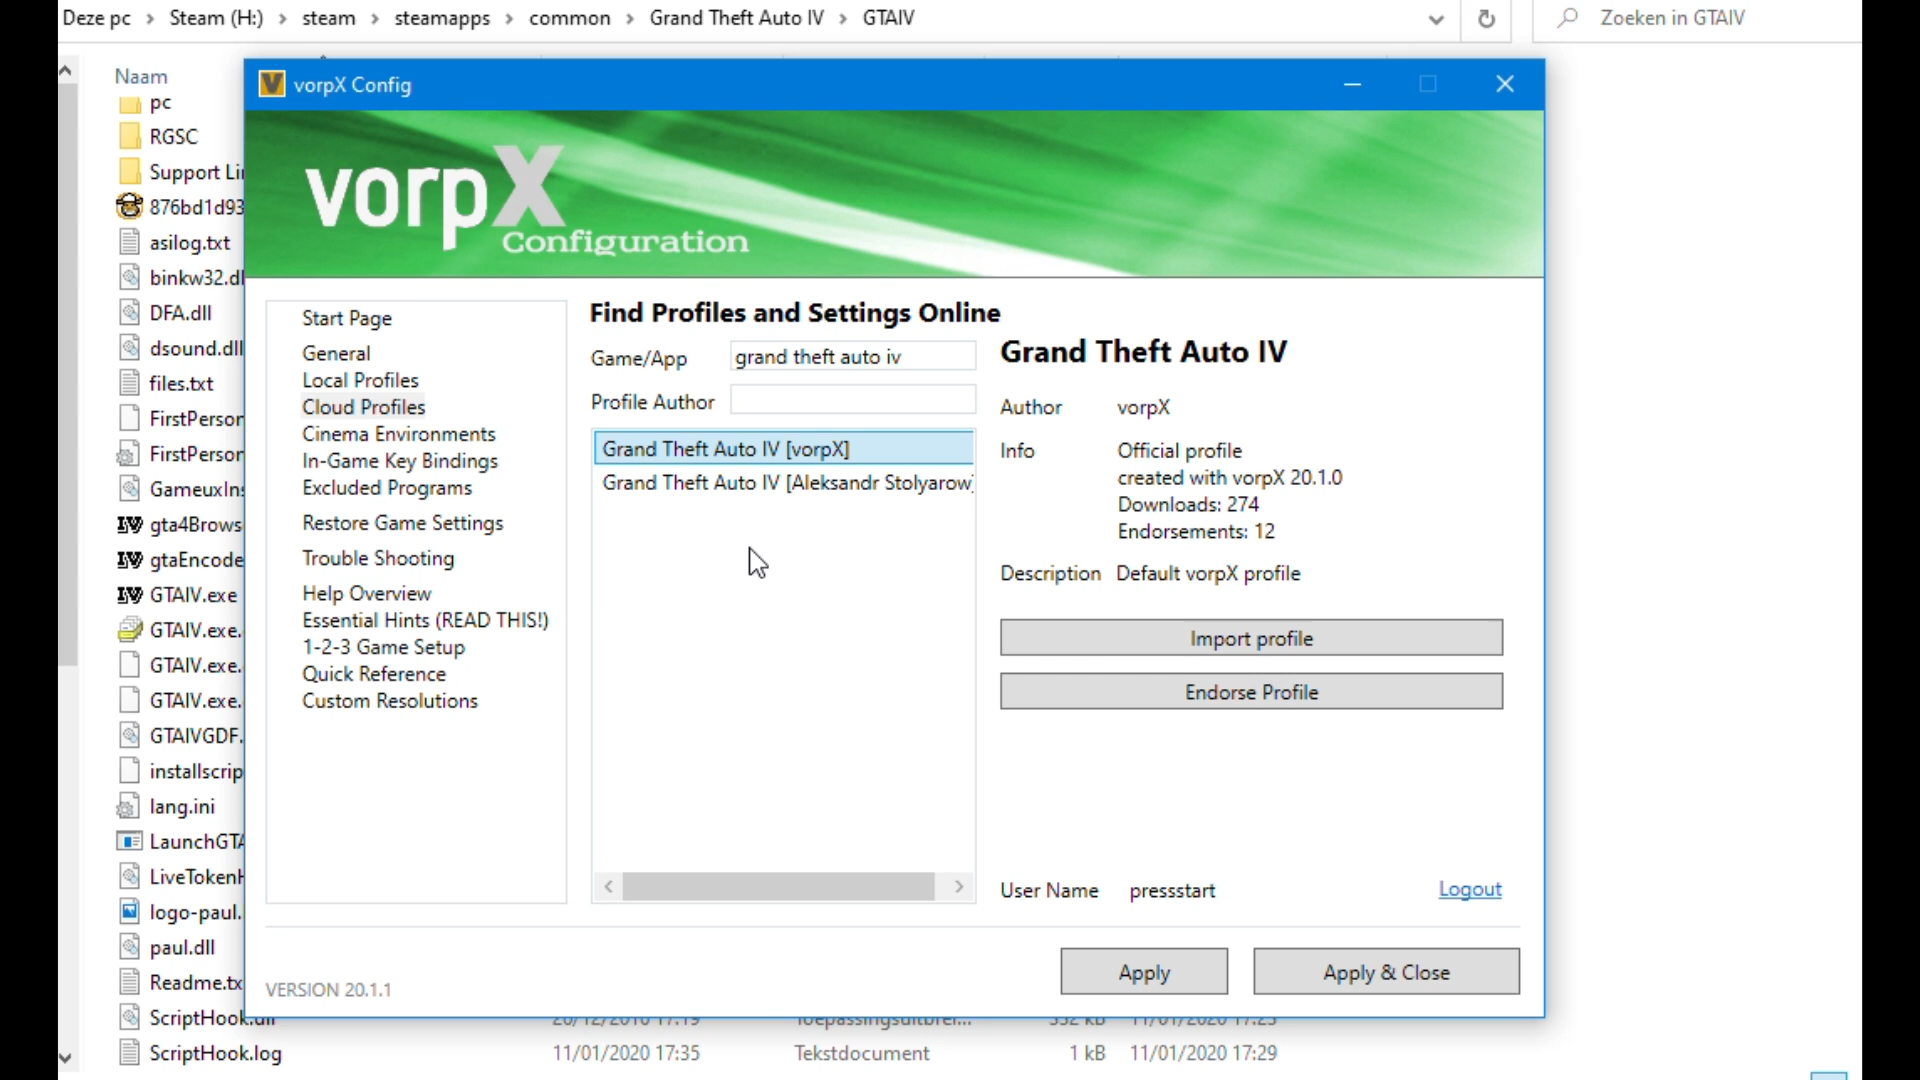 Deze pc > Steam (H:) > steam > steamapps > common > Grand Theft Auto IV > GTAIV
Zoeken in GTAIV
Naam
pc
RGSC
Support Li
876bd1d93
asilog.txt
binkw32.dl
DFA.dll
dsound.dll
files.txt
FirstPerson
FirstPerson
GameuxIns
gta4Brows
gtaEncode
GTAIV.exe
GTAIV.exe.
GTAIV.exe.
GTAIV.exe.
GTAIVGDF.
installscrip
lang.ini
LaunchGTA
LiveTokenH
logo-paul.
paul.dll
Readme.tx
ScriptHook.dll
ScriptHook.log
11/01/2020 17:35
Tekstdocument
1 kB
11/01/2020 17:29
vorpX Config
vorpX
Configuration
Start Page
General
Local Profiles
Cloud Profiles
Cinema Environments
In-Game Key Bindings
Excluded Programs
Restore Game Settings
Trouble Shooting
Help Overview
Essential Hints (READ THIS!)
1-2-3 Game Setup
Quick Reference
Custom Resolutions
Find Profiles and Settings Online
Game/App grand theft auto iv
Profile Author
Grand Theft Auto IV [vorpX]
Grand Theft Auto IV [Aleksandr Stolyarow]
Grand Theft Auto IV
Author vorpX
Info Official profile
created with vorpX 20.1.0
Downloads: 274
Endorsements: 12
Description Default vorpX profile
Import profile
Endorse Profile
User Name pressstart
Logout
VERSION 20.1.1
Apply
Apply & Close